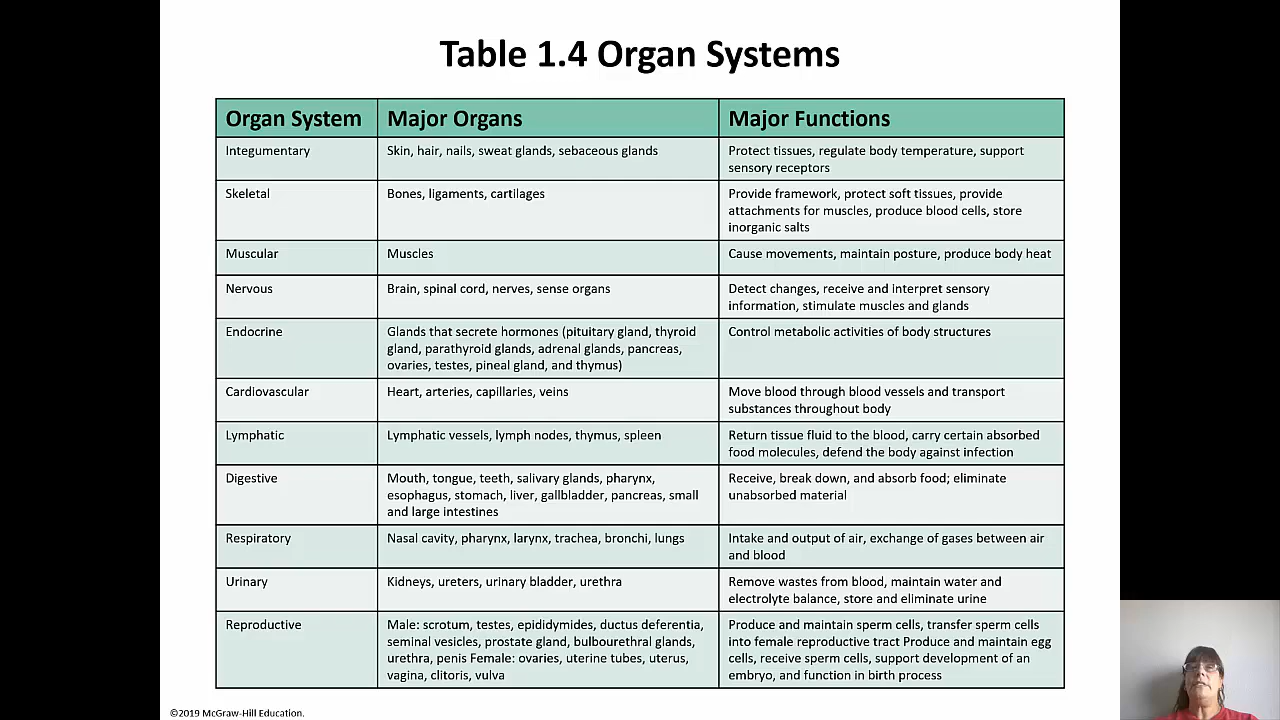 Table 1.4 Organ Systems
Organ System
Major Organs
Major Functions
Integumentary
Skin, hair, nails, sweat glands, sebaceous glands
Protect tissues, regulate body temperature, support
sensory receptors
Skeletal
Bones, ligaments, cartilages
Provide framework, protect soft tissues, provide
attachments for muscles, produce blood cells, store
inorganic salts
Muscular
Muscles
Cause movements, maintain posture, produce body heat
Nervous
Brain, spinal cord, nerves, sense organs
Detect changes, receive and interpret sensory
information, stimulate muscles and glands
Endocrine
Glands that secrete hormones (pituitary gland, thyroid
gland, parathyroid glands, adrenal glands, pancreas,
ovaries, testes, pineal gland, and thymus)
Control metabolic activities of body structures
Cardiovascular
Heart, arteries, capillaries, veins
Move blood through blood vessels and transport
substances throughout body
Lymphatic
Lymphatic vessels, lymph nodes, thymus, spleen
Return tissue fluid to the blood, carry certain absorbed
food molecules, defend the body against infection
Digestive
Mouth, tongue, teeth, salivary glands, pharynx,
esophagus, stomach, liver, gallbladder, pancreas, small
and large intestines
Receive, break down, and absorb food; eliminate
unabsorbed material
Respiratory
Nasal cavity, pharynx, larynx, trachea, bronchi, lungs
Intake and output of air, exchange of gases between air
and blood
Urinary
Kidneys, ureters, urinary bladder, urethra
Remove wastes from blood, maintain water and
electrolyte balance, store and eliminate urine
Reproductive
Male: scrotum, testes, epididymides, ductus deferentia,
seminal vesicles, prostate gland, bulbourethral glands,
urethra, penis Female: ovaries, uterine tubes, uterus,
vagina, clitoris, vulva
Produce and maintain sperm cells, transfer sperm cells
into female reproductive tract Produce and maintain egg
cells, receive sperm cells, support development of an
embryo, and function in birth process
©2019 McGraw-Hill Education.